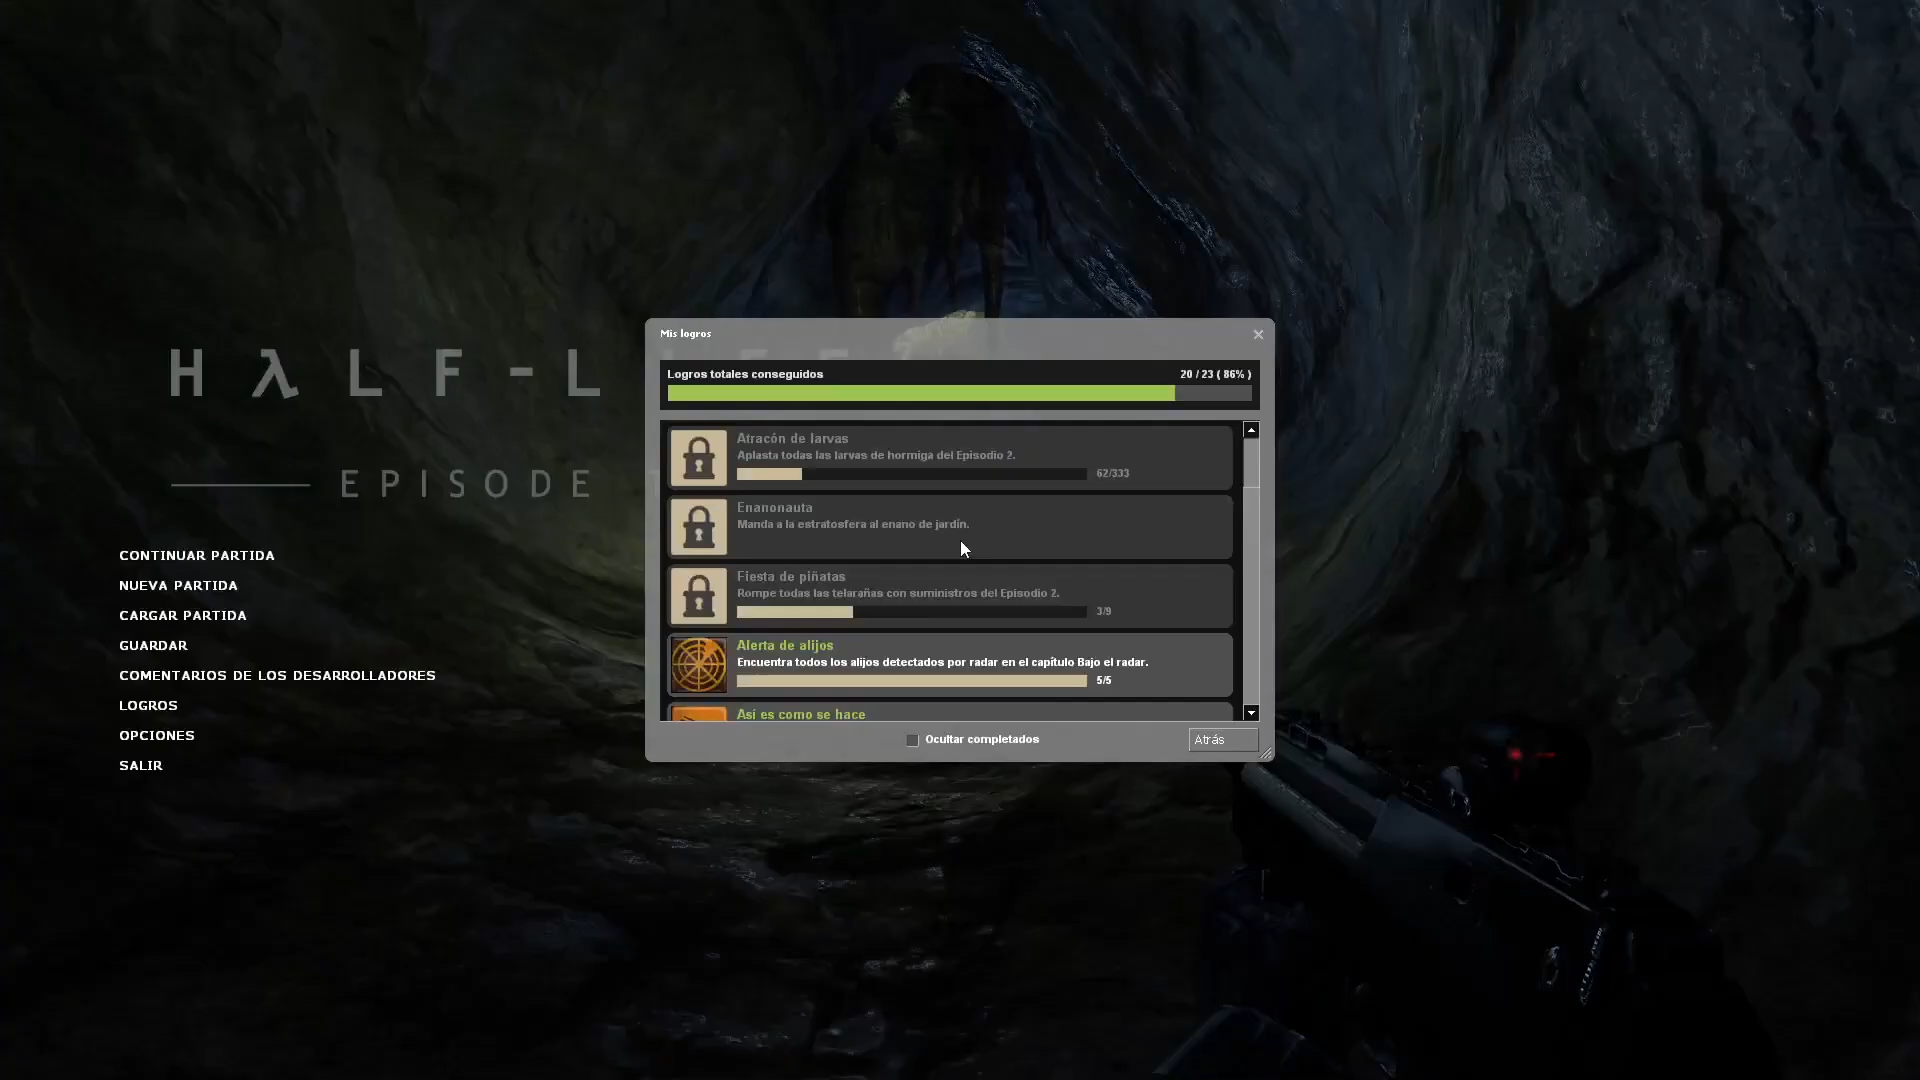 HλLF-L
EPISODE
CONTINUAR PARTIDA
NUEVA PARTIDA
CARGAR PARTIDA
GUARDAR
COMENTARIOS DE LOS DESARROLLADORES
LOGROS
OPCIONES
SALIR
Mis logros
Logros totales conseguidos 20 / 23 ( 86% )
Atracón de larvas
Aplasta todas las larvas de hormiga del Episodio 2.
62/333
Enanonauta
Manda a la estratosfera al enano de jardín.
Fiesta de piñatas
Rompe todas las telarañas con suministros del Episodio 2.
3/9
Alerta de alijos
Encuentra todos los alijos detectados por radar en el capítulo Bajo el radar.
5/5
Así es como se hace
Ocultar completados
Atrás